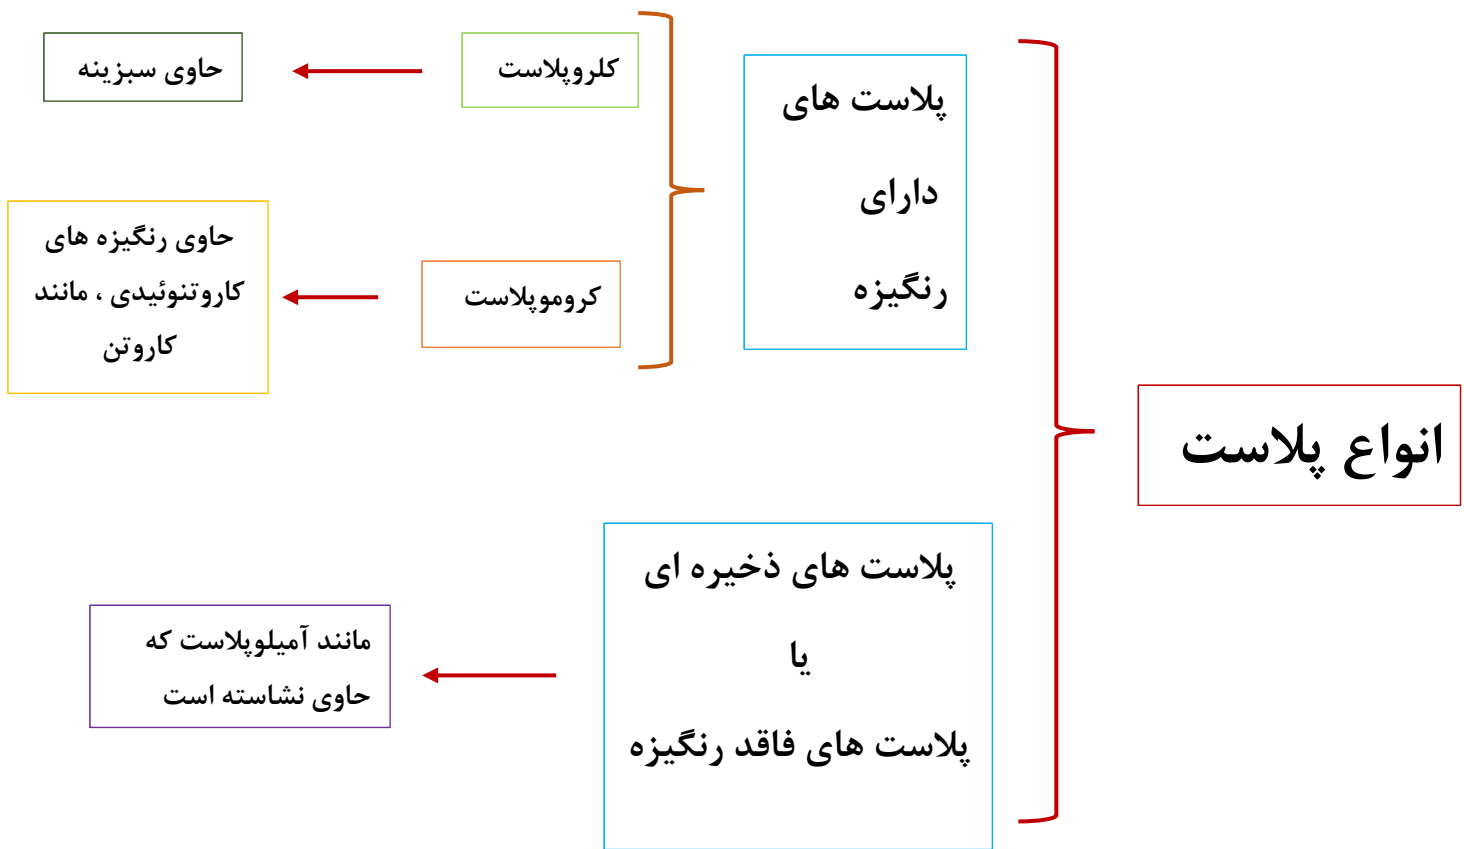 انواع پلاست
پلاست های
دارای
رنگیزه
کلروپلاست
حاوی سبزینه
کروموپلاست
حاوی رنگیزه های
کاروتنوئیدی ، مانند
کاروتن
پلاست های ذخیره ای
یا
پلاست های فاقد رنگیزه
مانند آمیلوپلاست که
حاوی نشاسته است